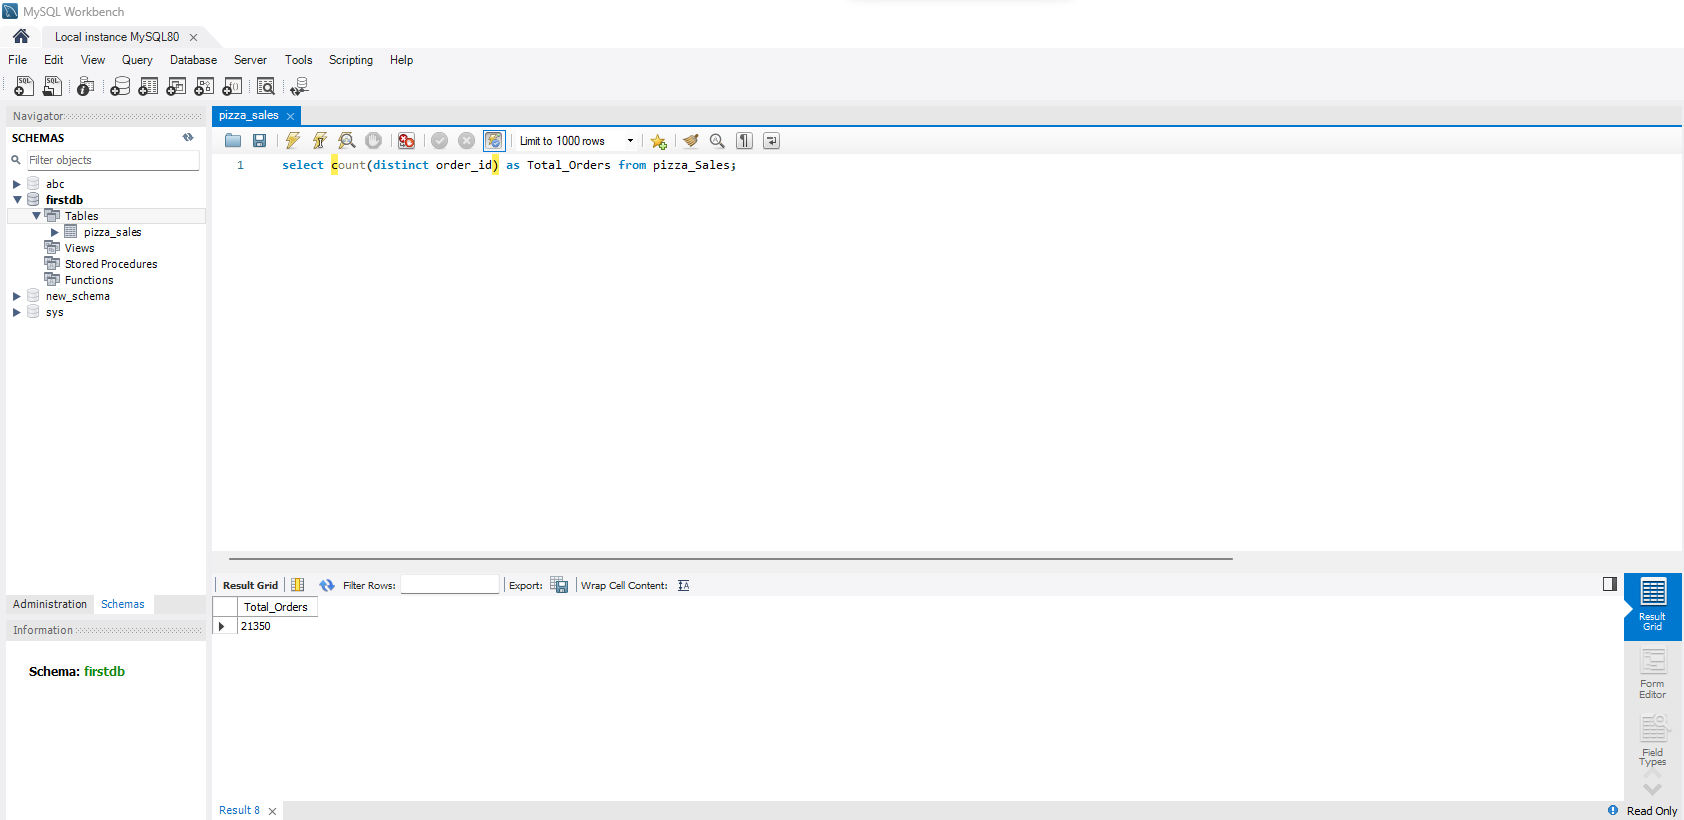 MySQL Workbench
Local instance MySQL80
File Edit View Query Database Server Tools Scripting Help
Navigator
SCHEMAS
Filter objects
abc
firstdb
Tables
pizza_sales
Views
Stored Procedures
Functions
new_schema
sys
Administration Schemas
Information
Schema: firstdb
pizza_sales
Limit to 1000 rows
1 select count(distinct order_id) as Total_Orders from pizza_Sales;
Result Grid Filter Rows: Export: Wrap Cell Content:
Total_Orders
21350
Result
Grid
Form
Editor
Field
Types
Result 8
Read Only